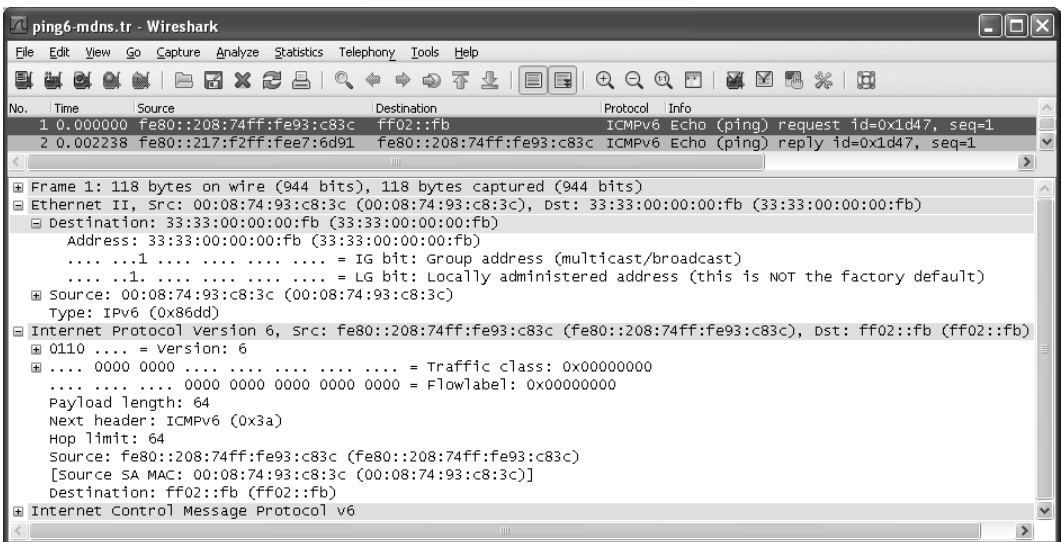 ping6-mdns.tr - Wireshark
File Edit View Go Capture Analyze Statistics Telephony Tools Help
No. Time Source Destination Protocol Info
1 0.000000 fe80::208:74ff:fe93:c83c ff02::fb ICMPv6 Echo (ping) request id=0x1d47, seq=1
2 0.002238 fe80::217:f2ff:fee7:6d91 fe80::208:74ff:fe93:c83c ICMPv6 Echo (ping) reply id=0x1d47, seq=1
Frame 1: 118 bytes on wire (944 bits), 118 bytes captured (944 bits)
Ethernet II, Src: 00:08:74:93:c8:3c (00:08:74:93:c8:3c), Dst: 33:33:00:00:00:fb (33:33:00:00:00:fb)
Destination: 33:33:00:00:00:fb (33:33:00:00:00:fb)
Address: 33:33:00:00:00:fb (33:33:00:00:00:fb)
.... ...1 .... .... .... .... = IG bit: Group address (multicast/broadcast)
.... ..1. .... .... .... .... = LG bit: Locally administered address (this is NOT the factory default)
Source: 00:08:74:93:c8:3c (00:08:74:93:c8:3c)
Type: IPv6 (0x86dd)
Internet Protocol Version 6, Src: fe80::208:74ff:fe93:c83c (fe80::208:74ff:fe93:c83c), Dst: ff02::fb (ff02::fb)
0110 .... = Version: 6
.... 0000 0000 .... .... .... .... .... = Traffic class: 0x00000000
.... .... .... 0000 0000 0000 0000 0000 = Flowlabel: 0x00000000
Payload length: 64
Next header: ICMPv6 (0x3a)
Hop limit: 64
Source: fe80::208:74ff:fe93:c83c (fe80::208:74ff:fe93:c83c)
[Source SA MAC: 00:08:74:93:c8:3c (00:08:74:93:c8:3c)]
Destination: ff02::fb (ff02::fb)
Internet Control Message Protocol v6